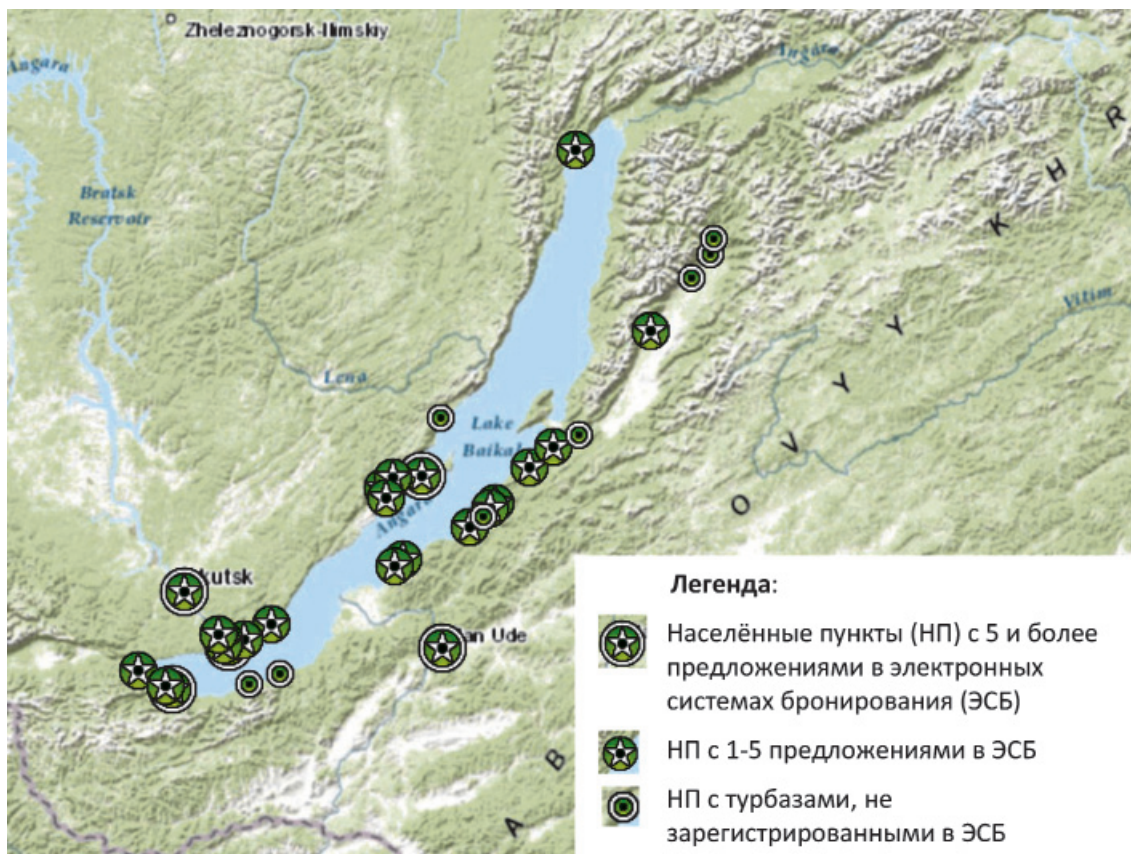 Zheleznogorsk-Ilimskiy
Angara
Angara
Bratsk
Reservoir
Lena
Vitim
Lake
Baikal
Angara
kutsk
an Ude
A B O V Y Y K H R
Легенда:
Населённые пункты (НП) с 5 и более
предложениями в электронных
системах бронирования (ЭСБ)
НП с 1-5 предложениями в ЭСБ
НП с турбазами, не
зарегистрированными в ЭСБ